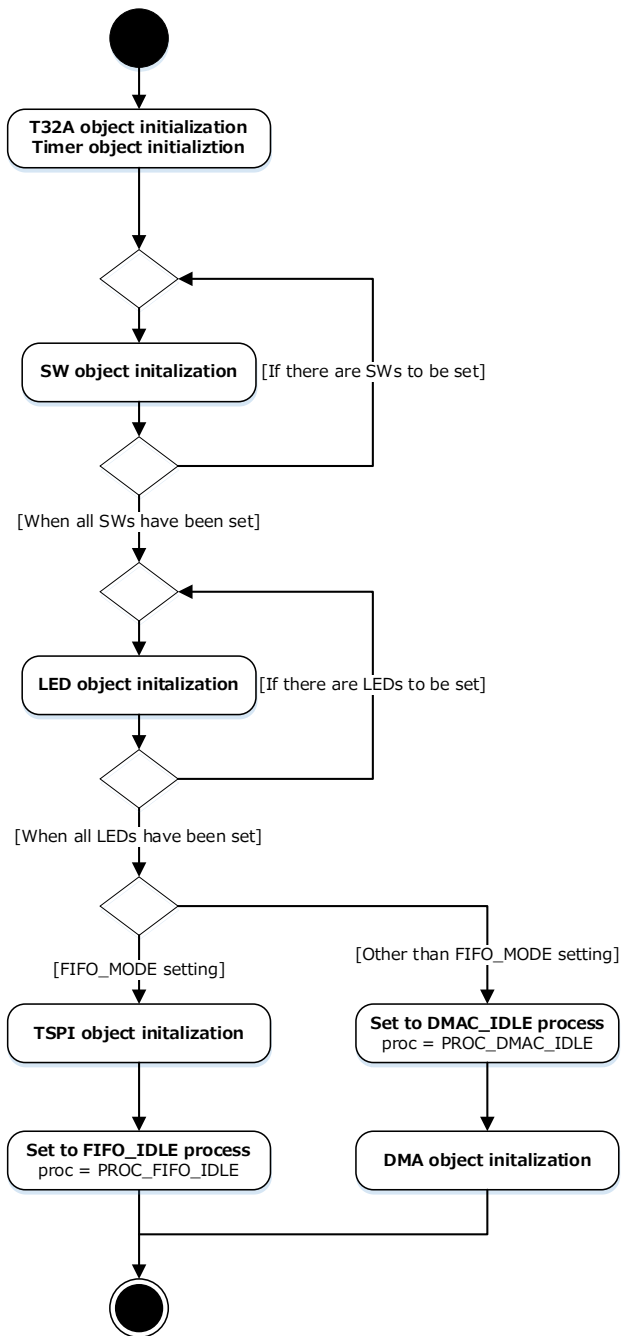 T32A object initialization
Timer object initializtion
SW object initalization
[If there are SWs to be set]
[When all SWs have been set]
LED object initalization
[If there are LEDs to be set]
[When all LEDs have been set]
[FIFO_MODE setting]
[Other than FIFO_MODE setting]
TSPI object initalization
Set to DMAC_IDLE process
proc = PROC_DMAC_IDLE
Set to FIFO_IDLE process
proc = PROC_FIFO_IDLE
DMA object initalization